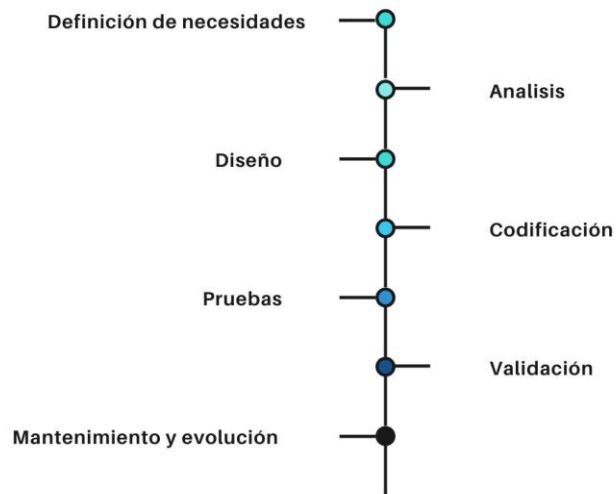 Definición de necesidades
Analisis
Diseño
Codificación
Pruebas
Validación
Mantenimiento y evolución